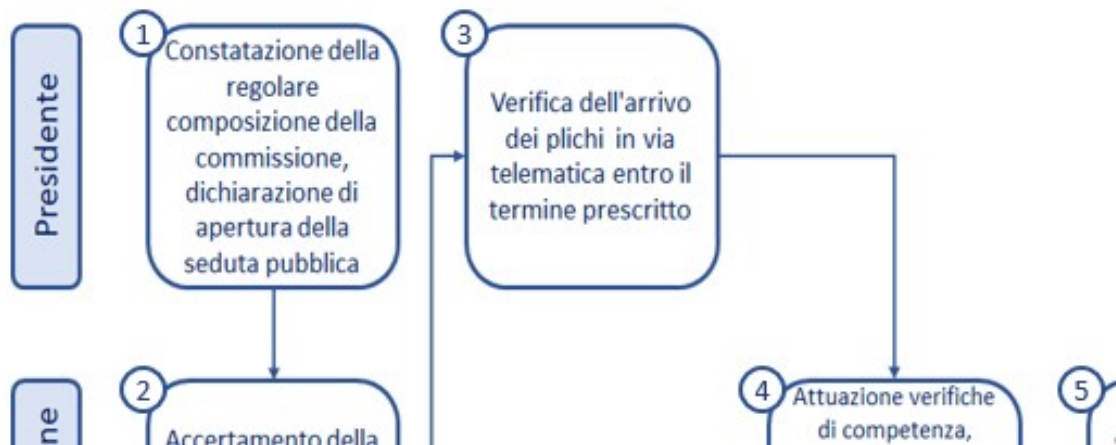 Presidente
1
Constatazione della
regolare
composizione della
commissione,
dichiarazione di
apertura della
seduta pubblica
3
Verifica dell'arrivo
dei plichi in via
telematica entro il
termine prescritto
2
Accertamento della
4
Attuazione verifiche
di competenza,
5
ne